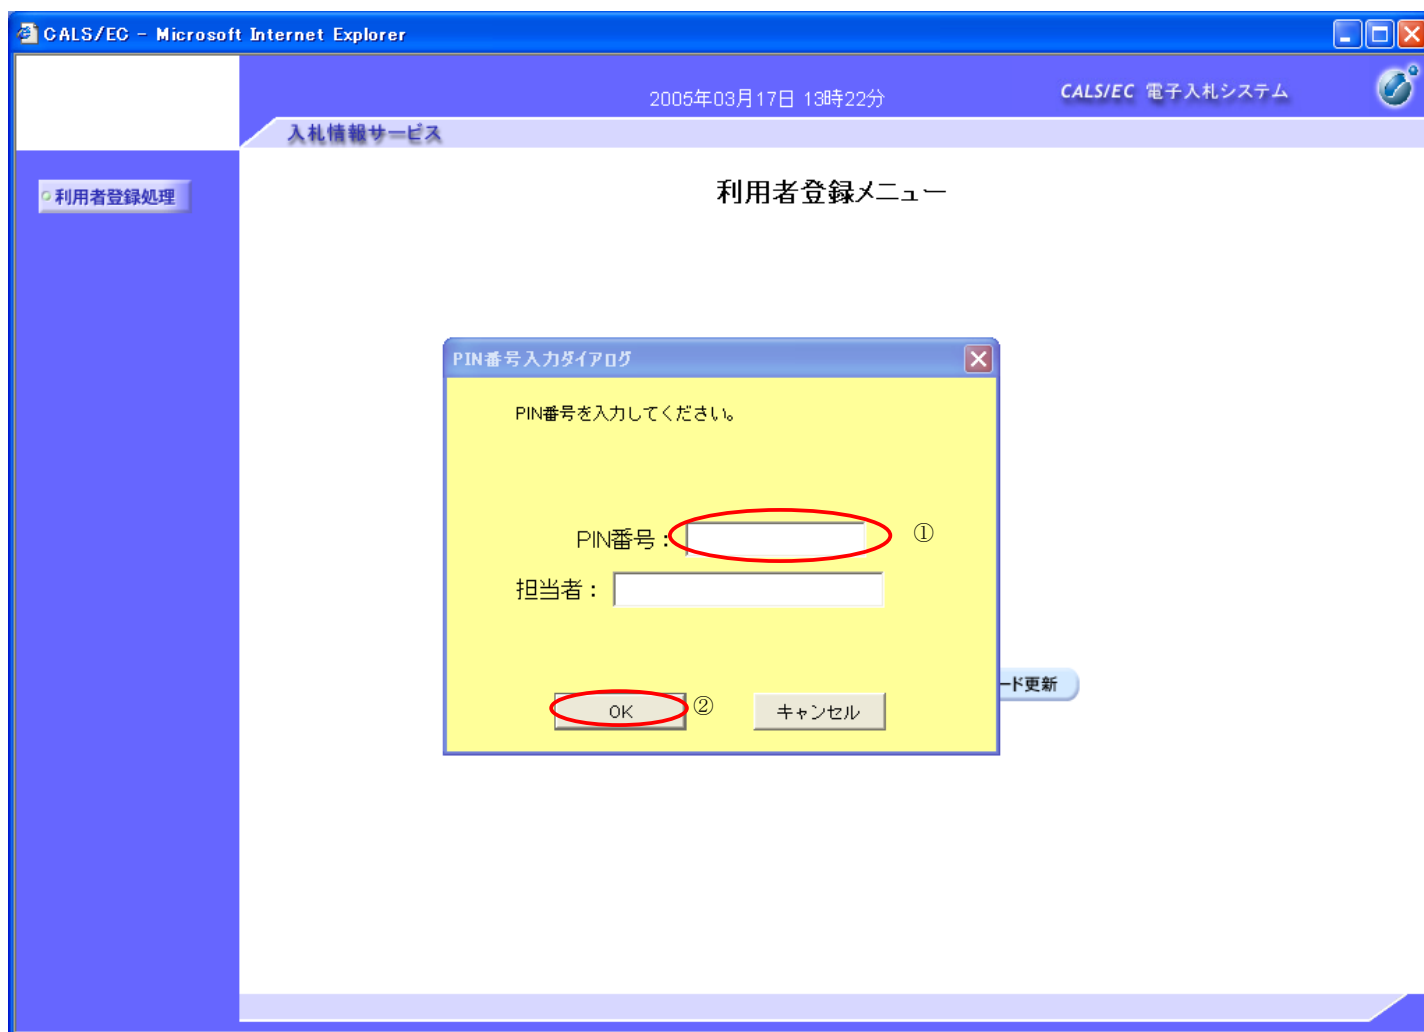 CALS/EC - Microsoft Internet Explorer
2005年03月17日 13時22分
CALS/EC 電子入札システム
入札情報サービス
利用者登録処理
利用者登録メニュー
PIN番号入力ダイアログ
PIN番号を入力してください。
PIN番号： ①
担当者：
ード更新
OK ② キャンセル